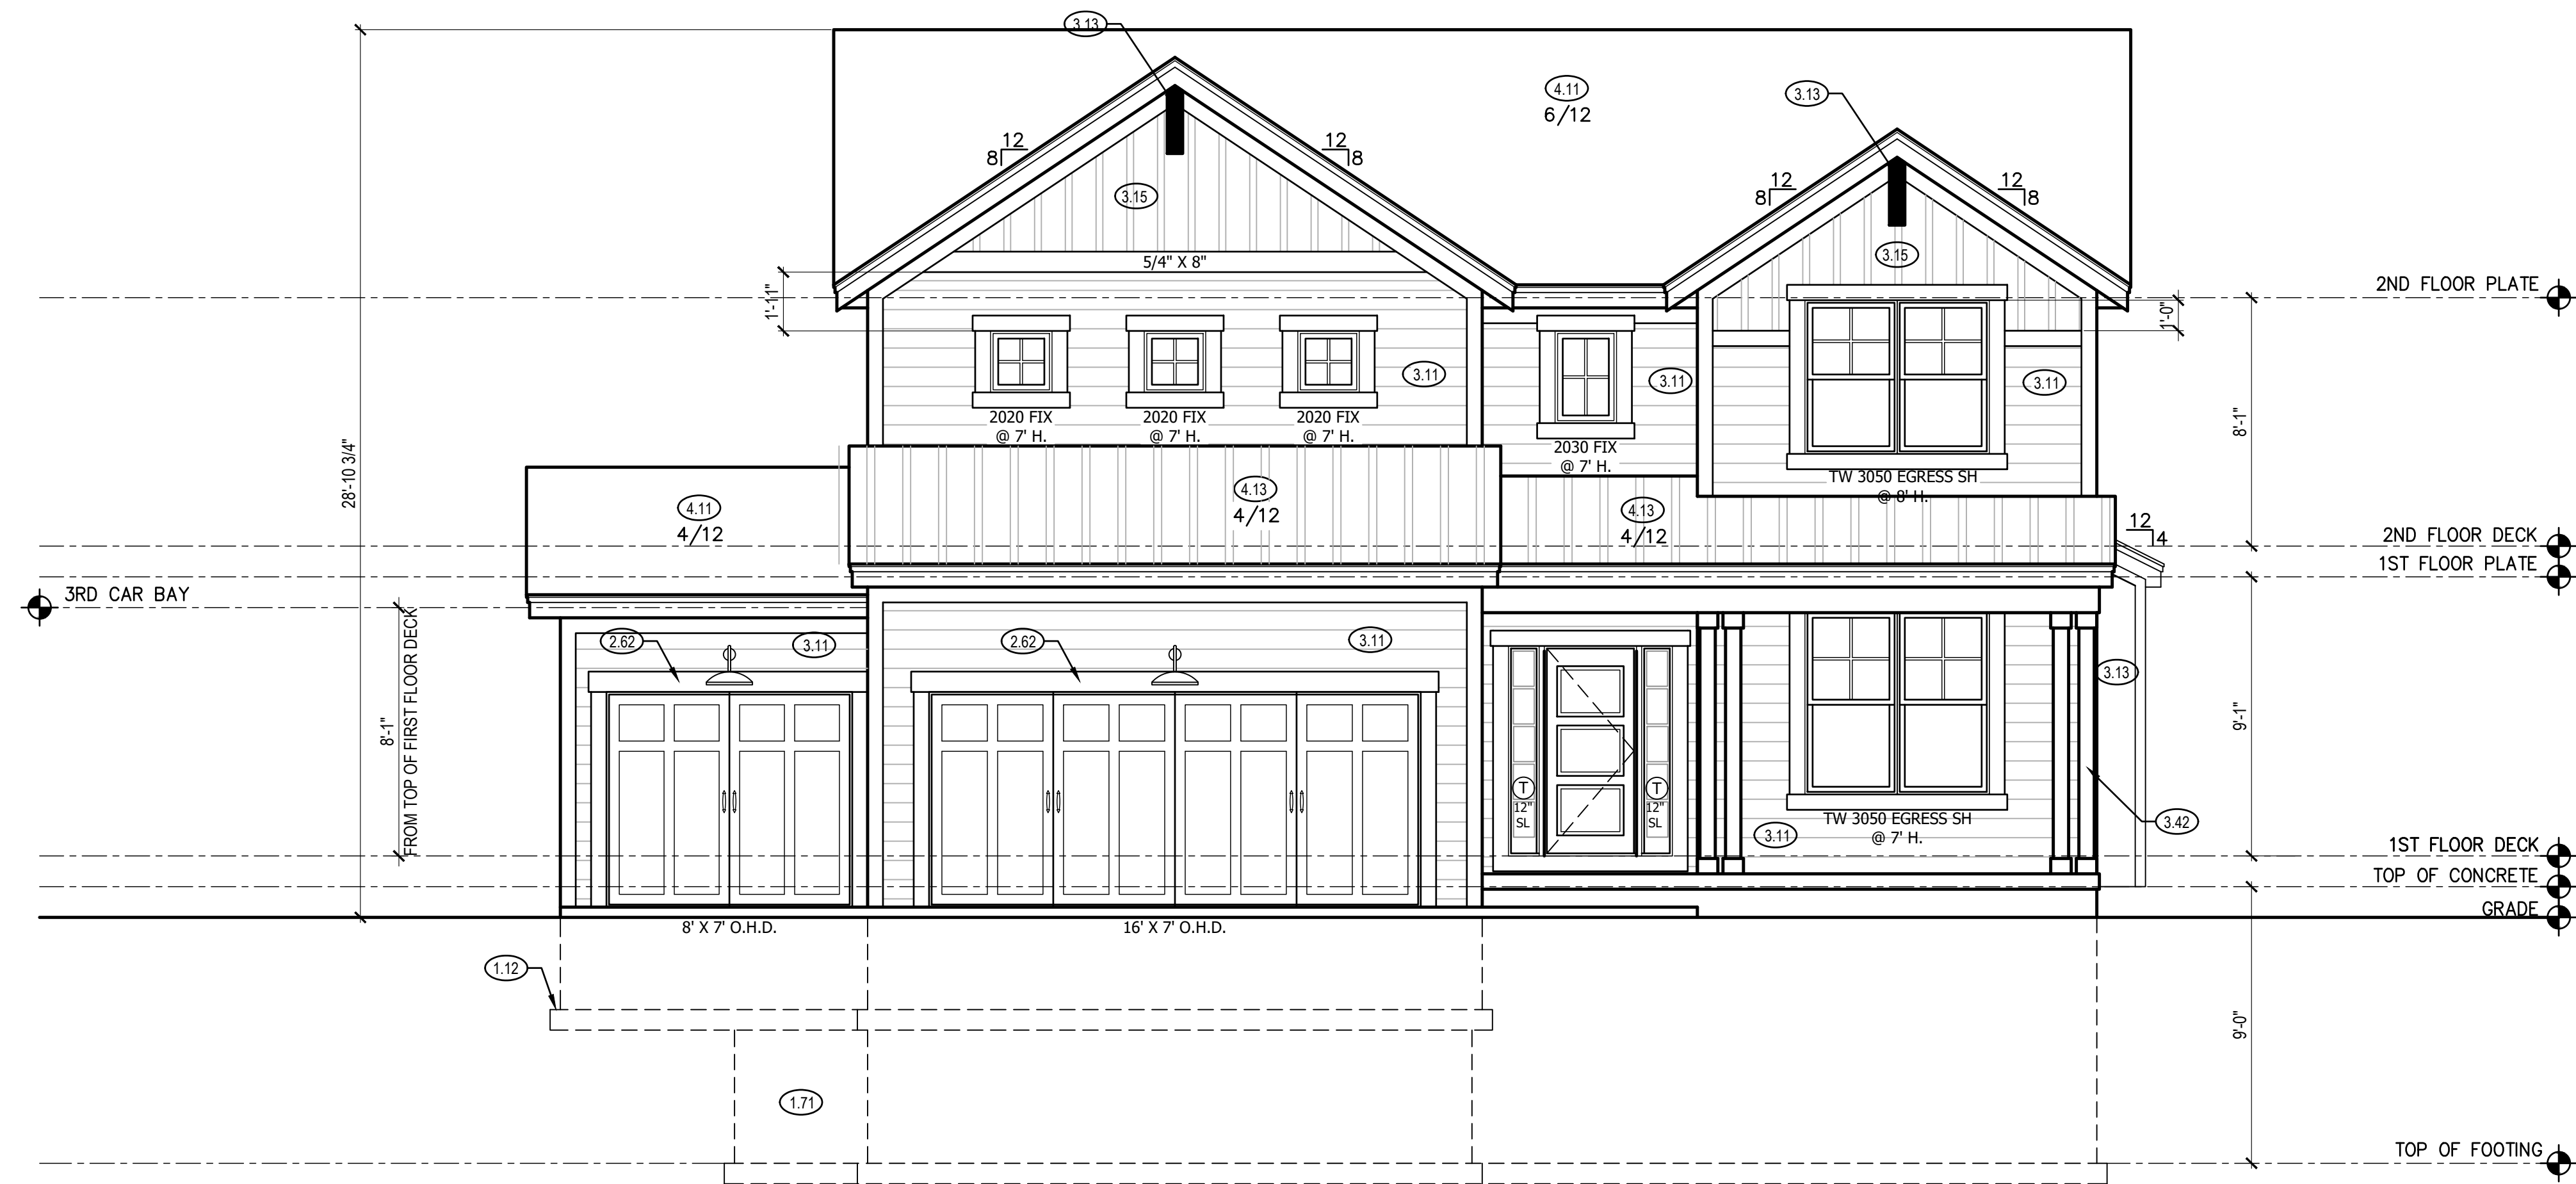 3.13
4.11
6/12
3.13
12
8
12
8
12
8
12
8
3.15
3.15
5/4" X 8"
1'-11"
2ND FLOOR PLATE
1'-0"
3.11
3.11
3.11
2020 FIX
@ 7' H.
2020 FIX
@ 7' H.
2020 FIX
@ 7' H.
2030 FIX
@ 7' H.
TW 3050 EGRESS SH
@ 8' H.
8'-1"
28'-10 3/4"
4.11
4/12
4.13
4/12
4.13
4/12
12
4
2ND FLOOR DECK
1ST FLOOR PLATE
3RD CAR BAY
2.62
3.11
2.62
3.11
3.13
8'-1"
FROM TOP OF FIRST FLOOR DECK
9'-1"
T
12"
SL
T
12"
SL
TW 3050 EGRESS SH
@ 7' H.
3.11
3.42
1ST FLOOR DECK
TOP OF CONCRETE
GRADE
8' X 7' O.H.D.
16' X 7' O.H.D.
1.12
9'-0"
1.71
TOP OF FOOTING